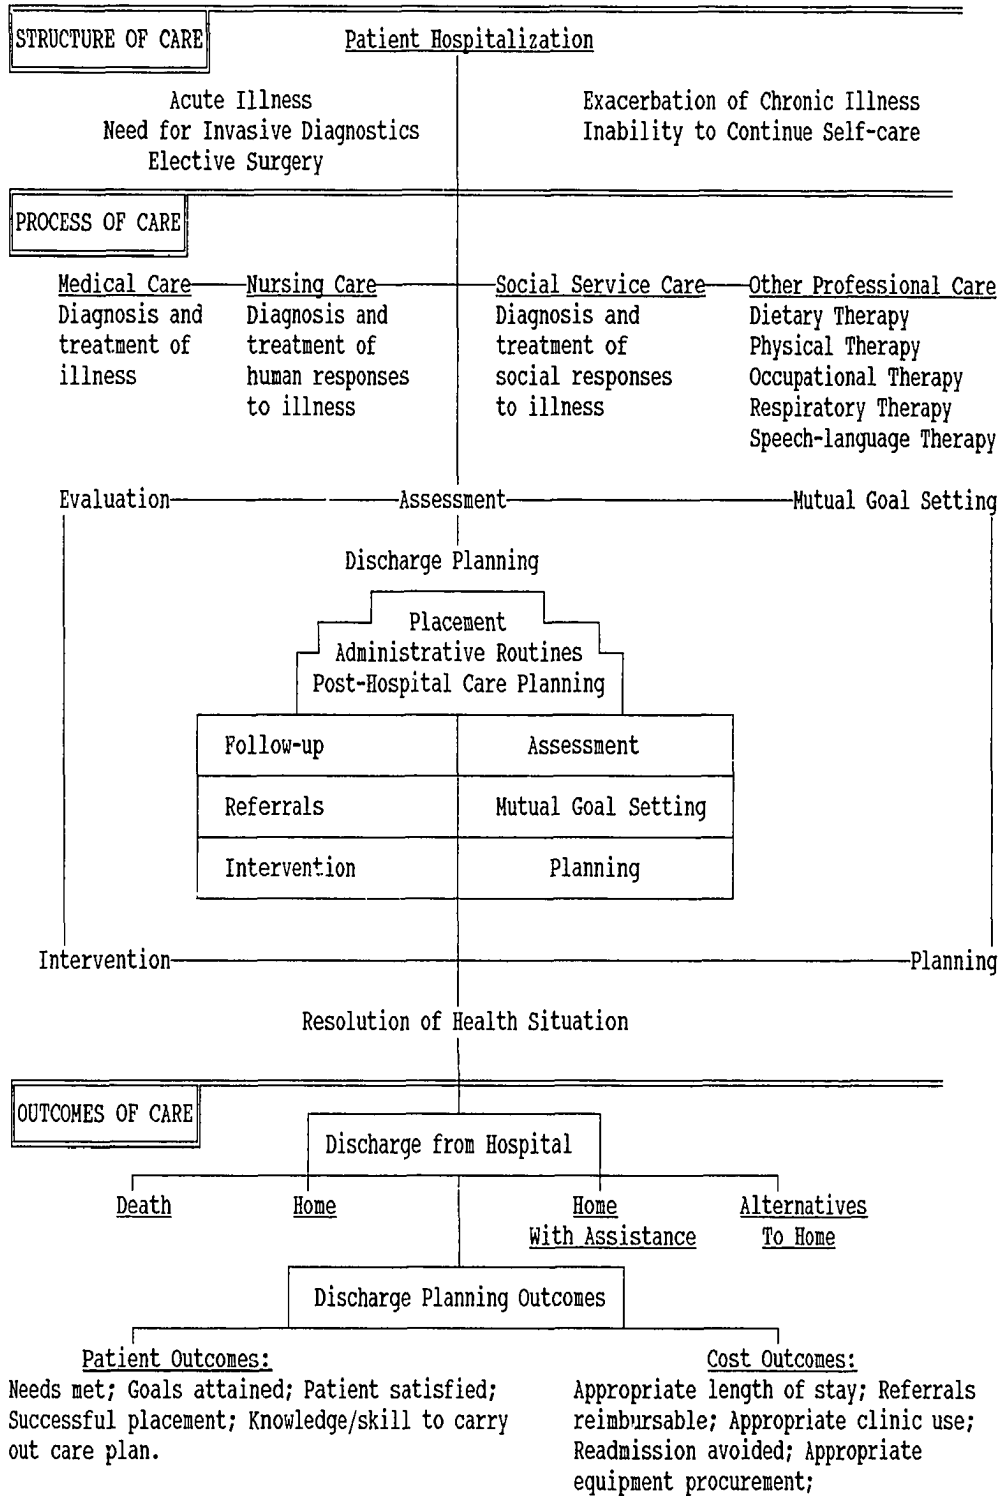 STRUCTURE OF CARE
Patient Hospitalization
Acute Illness
Need for Invasive Diagnostics
Elective Surgery
Exacerbation of Chronic Illness
Inability to Continue Self-care
PROCESS OF CARE
Medical Care
Diagnosis and
treatment of
illness
Nursing Care
Diagnosis and
treatment of
human responses
to illness
Social Service Care
Diagnosis and
treatment of
social responses
to illness
Other Professional Care
Dietary Therapy
Physical Therapy
Occupational Therapy
Respiratory Therapy
Speech-language Therapy
Evaluation
Assessment
Mutual Goal Setting
Discharge Planning
Placement
Administrative Routines
Post-Hospital Care Planning
Follow-up
Assessment
Referrals
Mutual Goal Setting
Intervention
Planning
Intervention
Planning
Resolution of Health Situation
OUTCOMES OF CARE
Discharge from Hospital
Death
Home
Home
With Assistance
Alternatives
To Home
Discharge Planning Outcomes
Patient Outcomes:
Needs met; Goals attained; Patient satisfied;
Successful placement; Knowledge/skill to carry
out care plan.
Cost Outcomes:
Appropriate length of stay; Referrals
reimbursable; Appropriate clinic use;
Readmission avoided; Appropriate
equipment procurement;